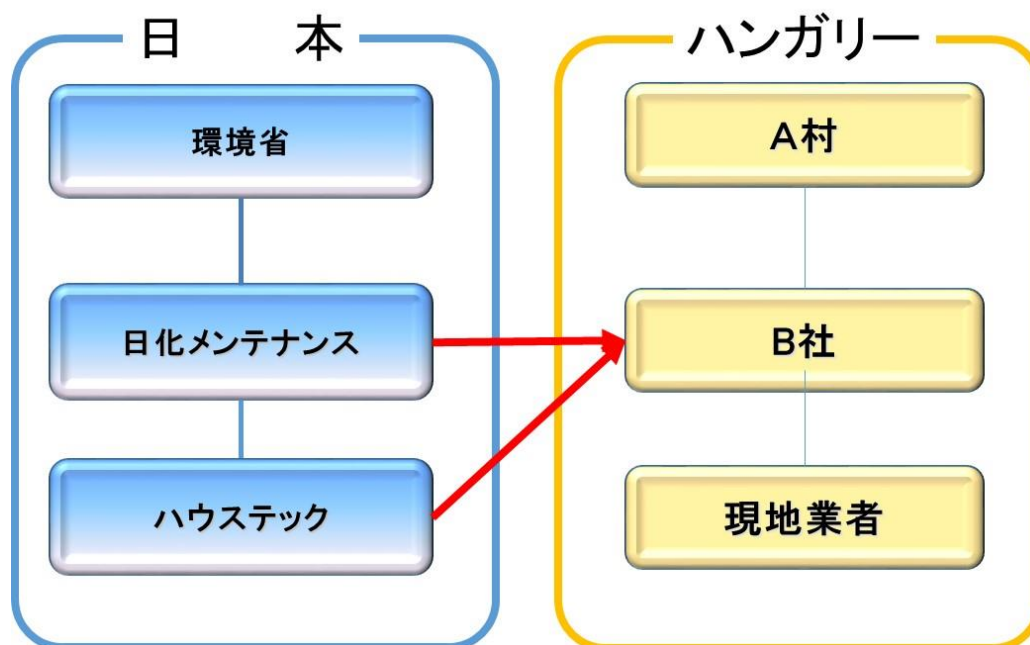 日 本
環境省
日化メンテナンス
ハウステック
ハンガリー
A村
B社
現地業者